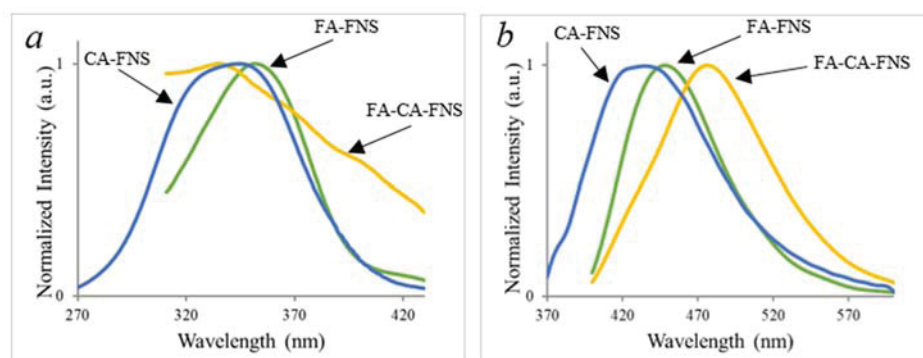 a
FA-FNS
CA-FNS
FA-CA-FNS
Normalized Intensity (a.u.)
1
0
270
320
370
420
Wavelength (nm)
b
FA-FNS
CA-FNS
FA-CA-FNS
Normalized Intensity (a.u.)
1
0
370
420
470
520
570
Wavelength (nm)